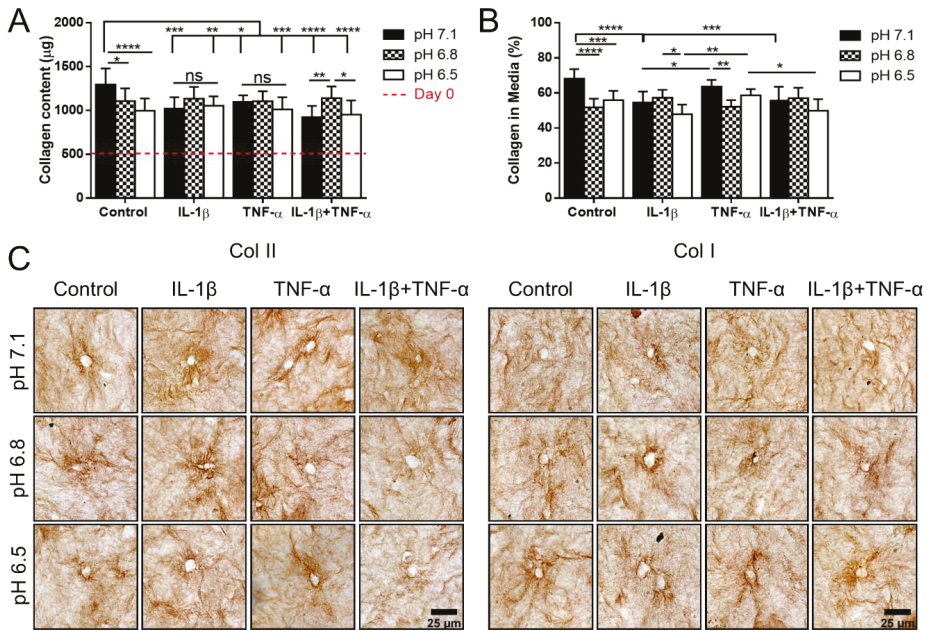 A
Collagen content (µg)
2000
1500
1000
500
0
*** ** * *** **** ****
****
*
ns
ns
** *
pH 7.1
pH 6.8
pH 6.5
Day 0
Control IL-1β TNF-α IL-1β+TNF-α
B
Collagen in Media (%)
100
80
60
40
20
0
**** ***
***
****
* **
* ** *
pH 7.1
pH 6.8
pH 6.5
Control IL-1β TNF-α IL-1β+TNF-α
C
Col II
Col I
Control IL-1β TNF-α IL-1β+TNF-α
Control IL-1β TNF-α IL-1β+TNF-α
pH 7.1
pH 6.8
pH 6.5
25 µm
25 µm